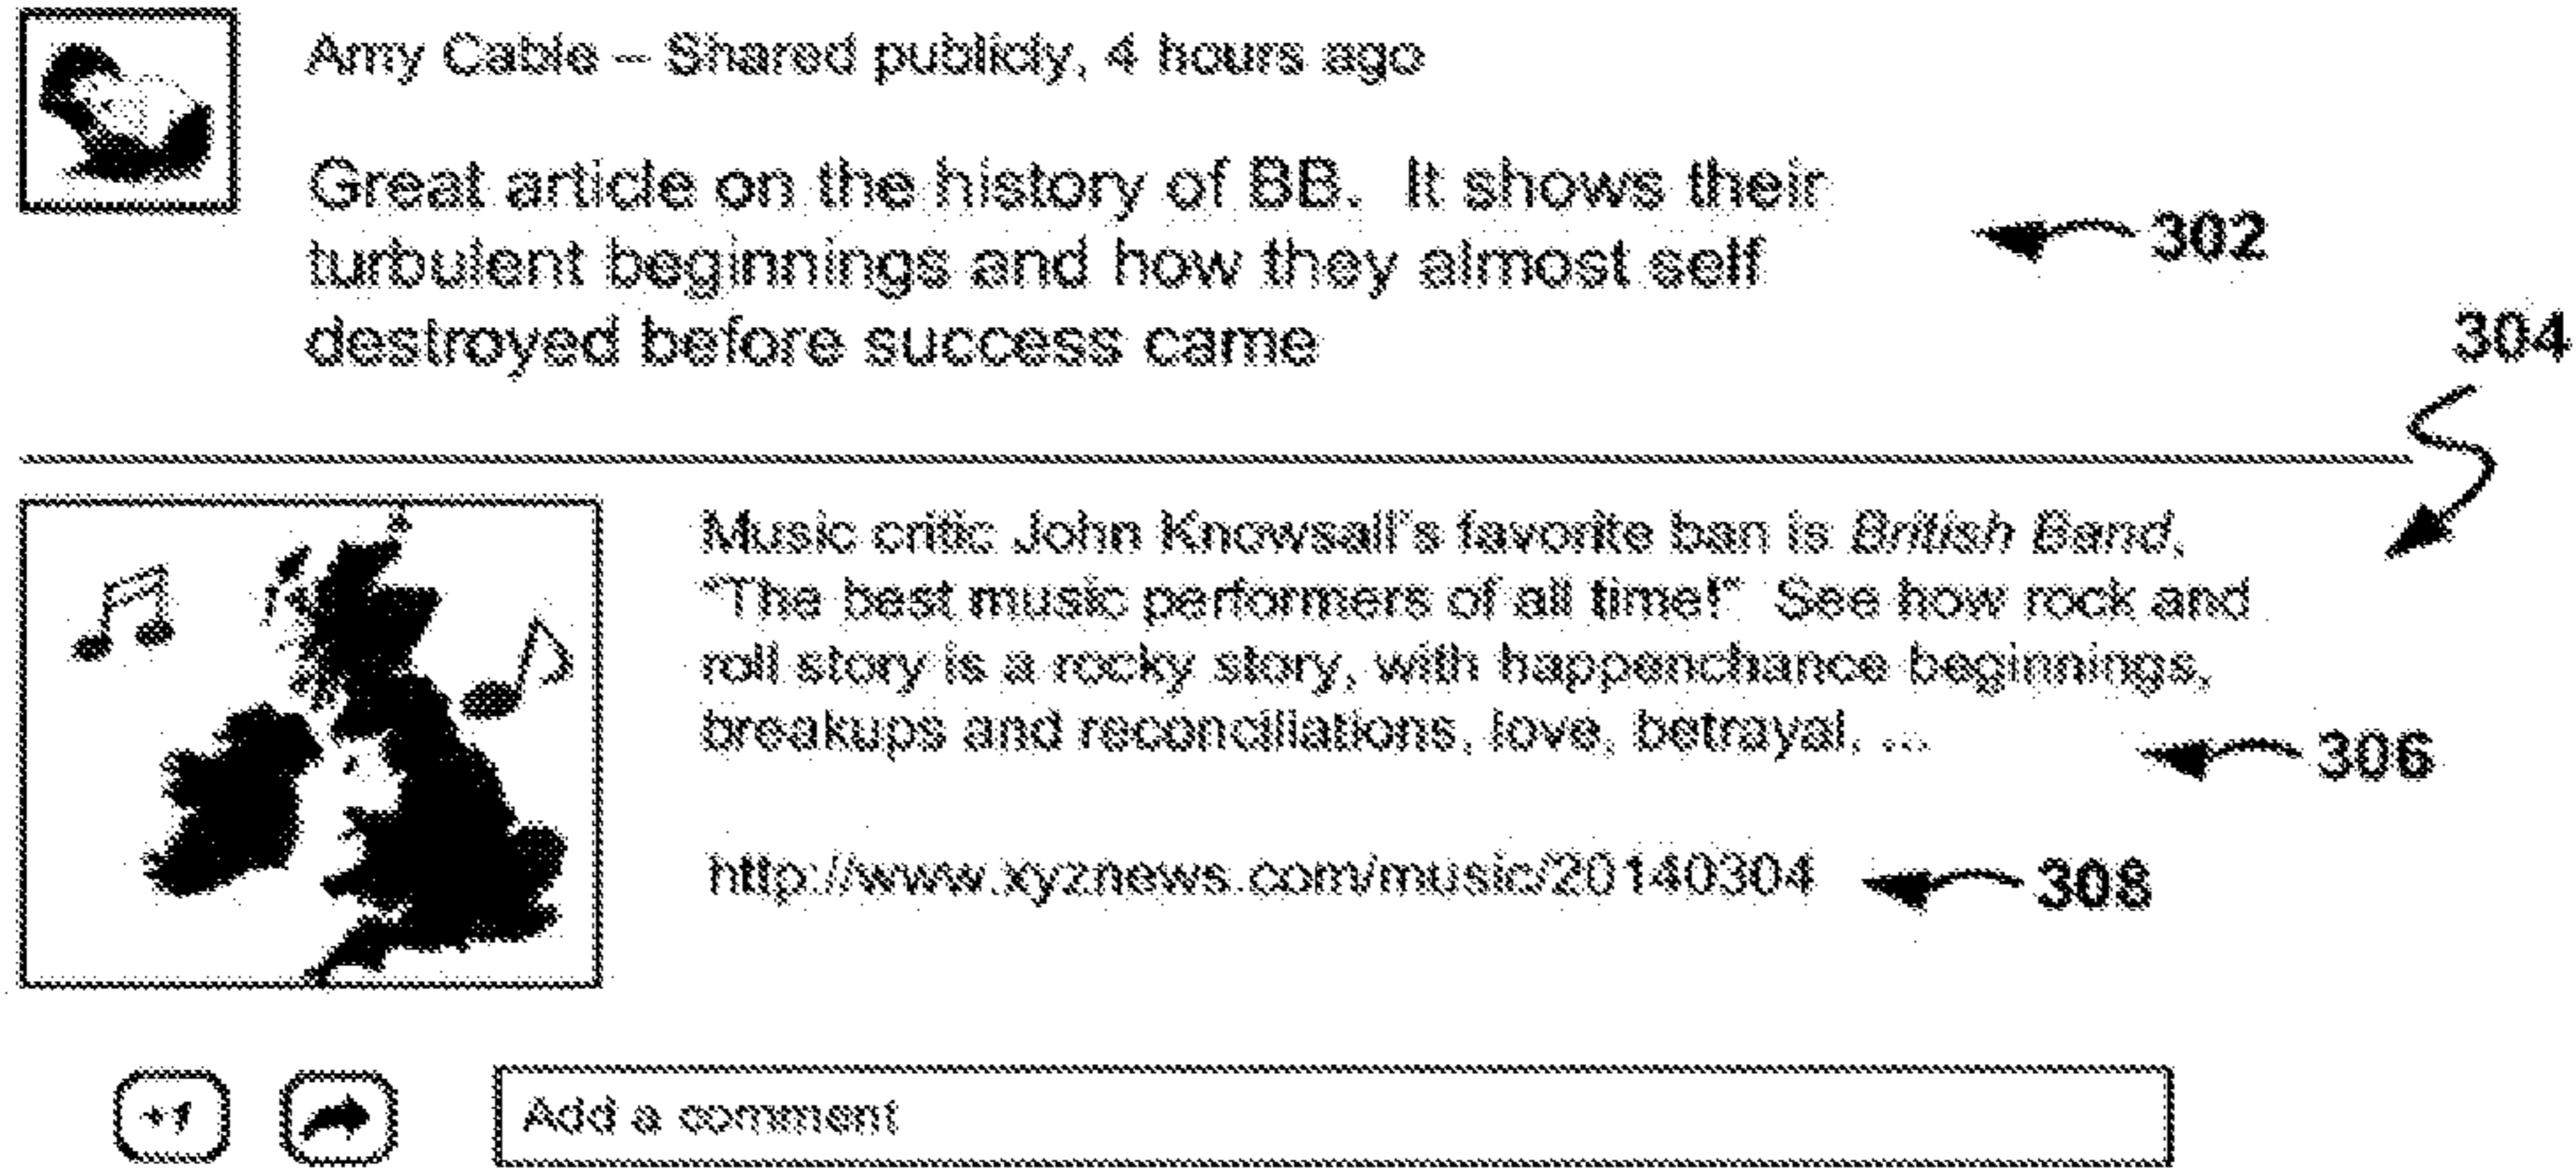 Amy Cable – Shared publicly, 4 hours ago
Great article on the history of BB. It shows their
turbulent beginnings and how they almost self
destroyed before success came
302
304
Music critic John Knowsall's favorite ban is British Band,
"The best music performers of all time!" See how rock and
roll story is a rocky story, with happenchance beginnings,
breakups and reconciliations, love, betrayal, ...
306
http://www.xyznews.com/music/20140304
308
+1
Add a comment